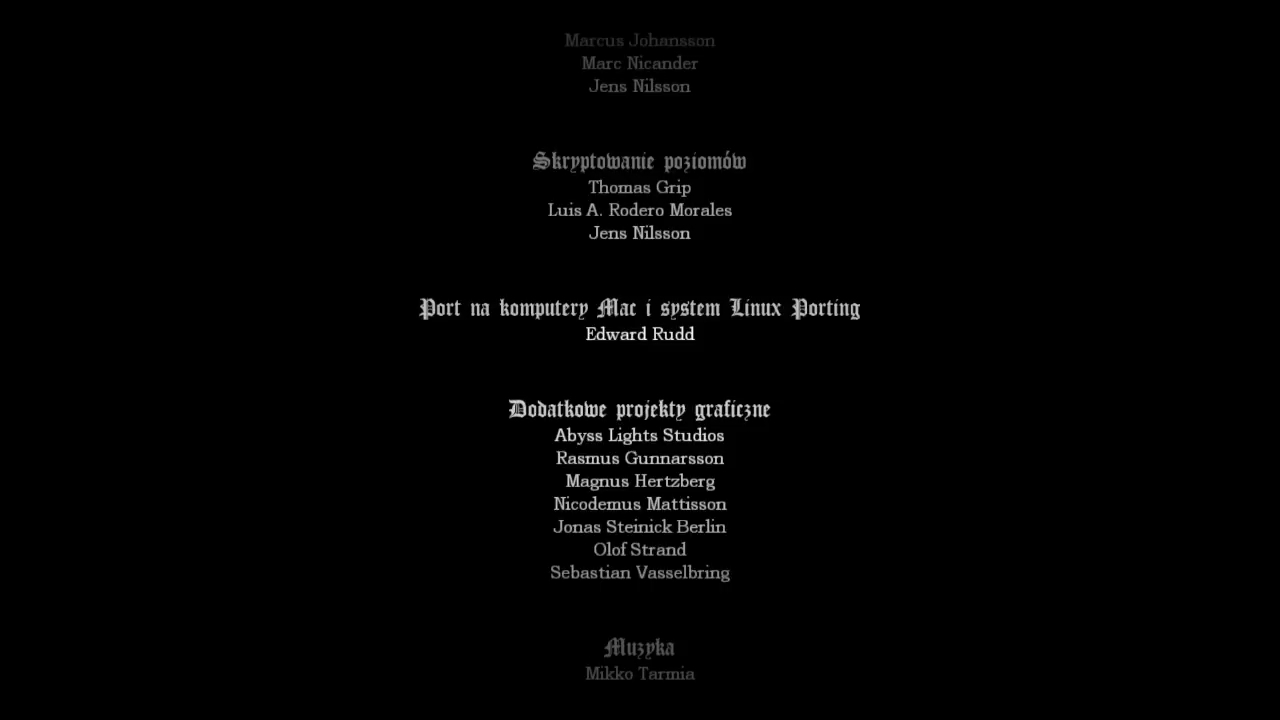 Marcus Johansson
Marc Nicander
Jens Nilsson
Skryptowanie poziomów
Thomas Grip
Luis A. Rodero Morales
Jens Nilsson
Port na komputery Mac i system Linux Porting
Edward Rudd
Dodatkowe projekty graficzne
Abyss Lights Studios
Rasmus Gunnarsson
Magnus Hertzberg
Nicodemus Mattisson
Jonas Steinick Berlin
Olof Strand
Sebastian Vasselbring
Muzyka
Mikko Tarmia